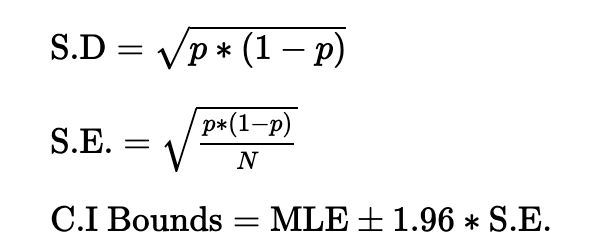 S.D = √p * (1 − p)
S.E. = √p*(1−p)/N
C.I Bounds = MLE ± 1.96 * S.E.